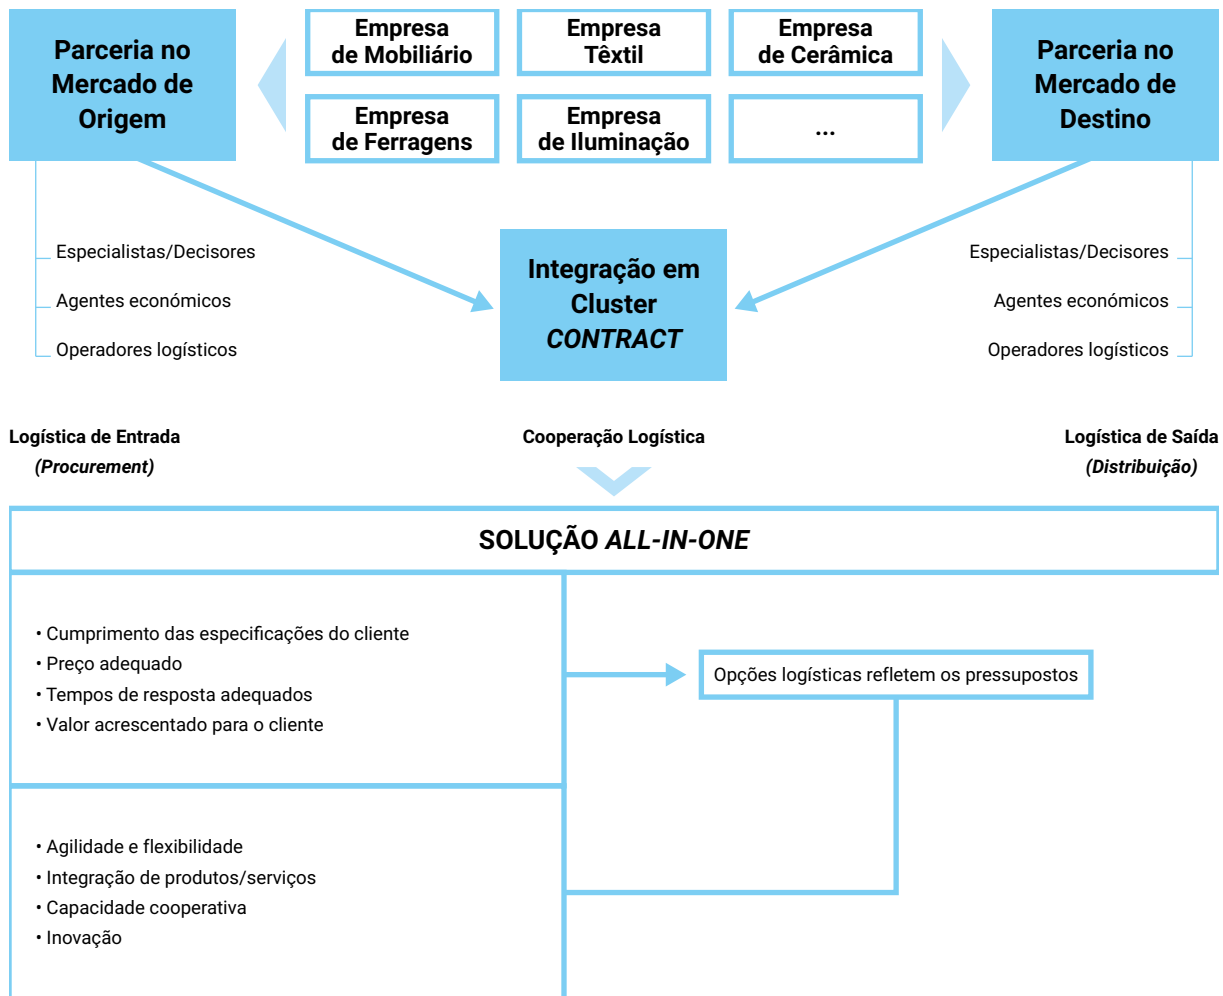 Parceria no
Mercado de
Origem
Empresa
de Mobiliário
Empresa
Têxtil
Empresa
de Cerâmica
Empresa
de Ferragens
Empresa
de Iluminação
...
Parceria no
Mercado de
Destino
Especialistas/Decisores
Agentes económicos
Operadores logísticos
Integração em
Cluster
CONTRACT
Especialistas/Decisores
Agentes económicos
Operadores logísticos
Logística de Entrada
(Procurement)
Cooperação Logística
Logística de Saída
(Distribuição)
SOLUÇÃO ALL-IN-ONE
• Cumprimento das especificações do cliente
• Preço adequado
• Tempos de resposta adequados
• Valor acrescentado para o cliente
Opções logísticas refletem os pressupostos
• Agilidade e flexibilidade
• Integração de produtos/serviços
• Capacidade cooperativa
• Inovação